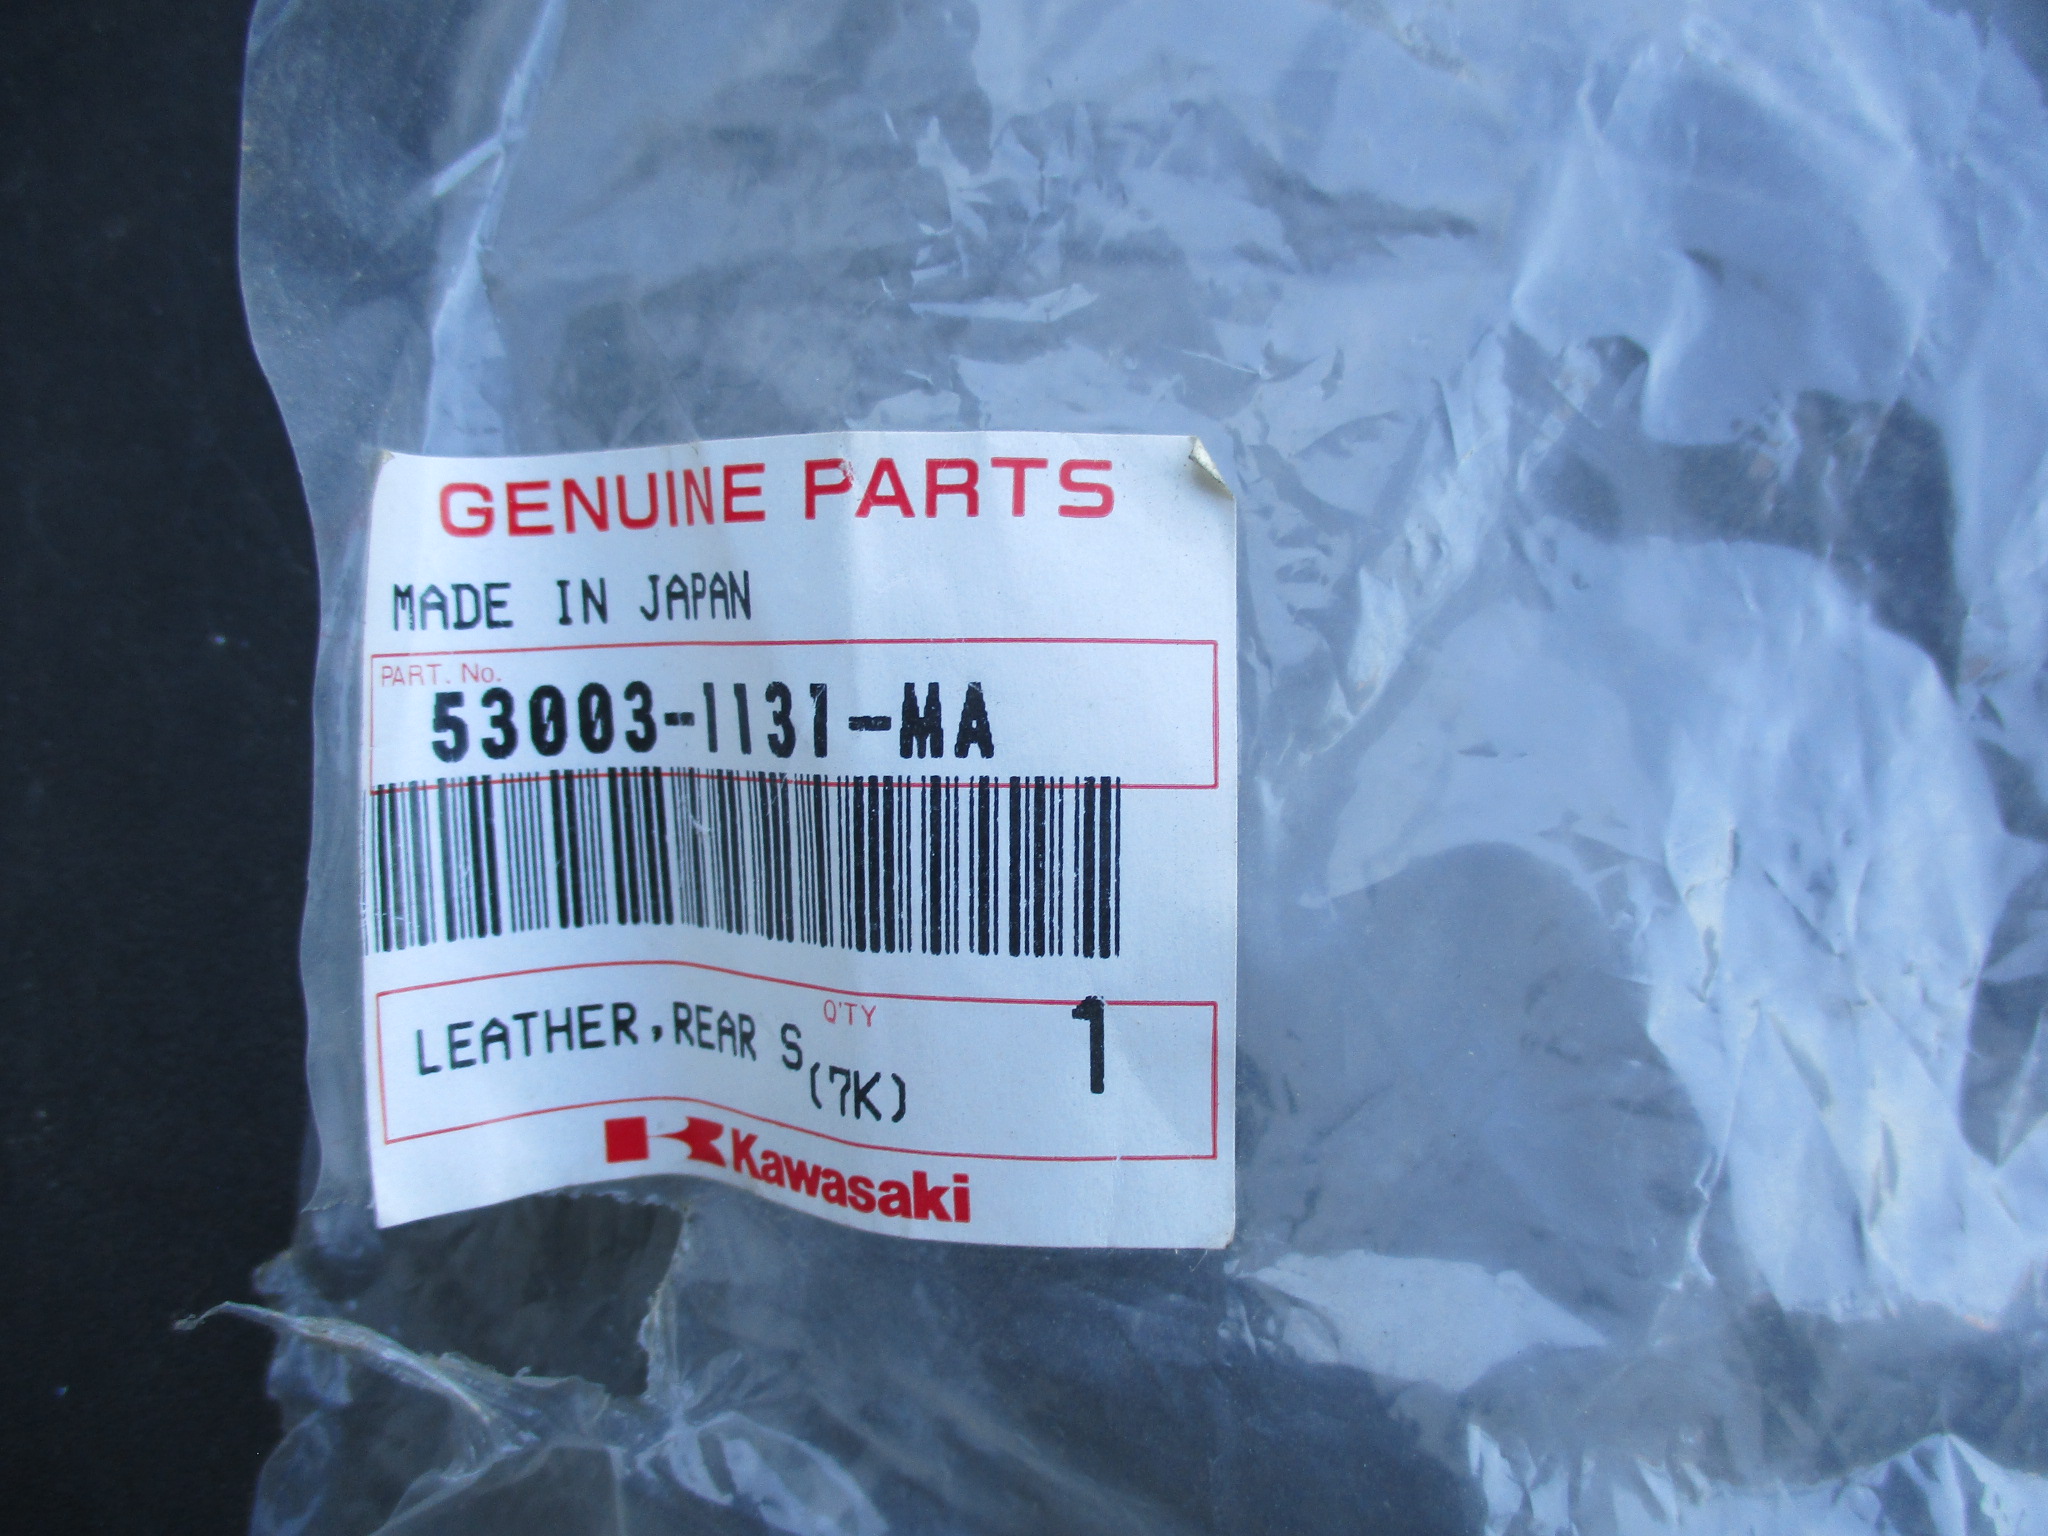 GENUINE PARTS
MADE IN JAPAN
PART. No.
53003-1131-MA
LEATHER,REAR S
(7K)
Q'TY
1
Kawasaki